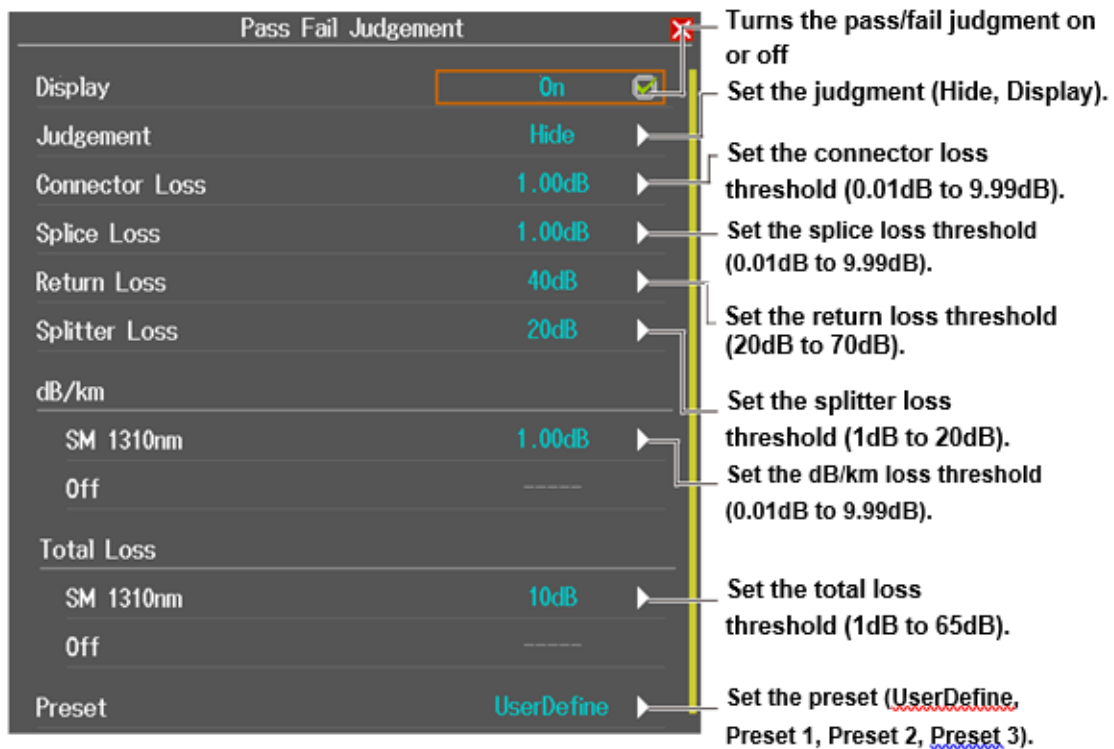 Pass Fail Judgement
Display On
Judgement Hide
Connector Loss 1.00dB
Splice Loss 1.00dB
Return Loss 40dB
Splitter Loss 20dB
dB/km
SM 1310nm 1.00dB
Off -----
Total Loss
SM 1310nm 10dB
Off -----
Preset UserDefine
Turns the pass/fail judgment on
or off
Set the judgment (Hide, Display).
Set the connector loss
threshold (0.01dB to 9.99dB).
Set the splice loss threshold
(0.01dB to 9.99dB).
Set the return loss threshold
(20dB to 70dB).
Set the splitter loss
threshold (1dB to 20dB).
Set the dB/km loss threshold
(0.01dB to 9.99dB).
Set the total loss
threshold (1dB to 65dB).
Set the preset (UserDefine,
Preset 1, Preset 2, Preset 3).